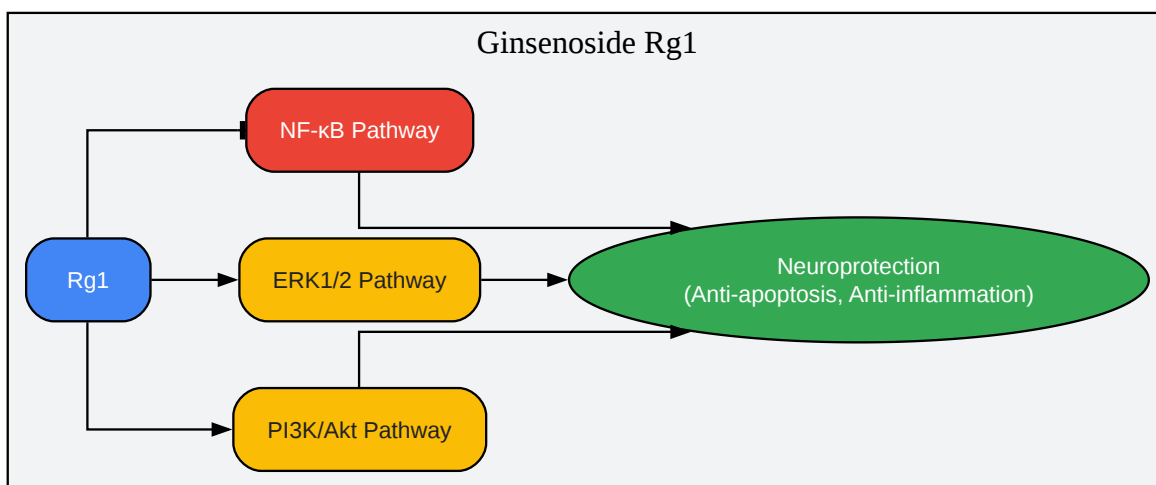 Ginsenoside Rg1
NF-κB Pathway
Rg1
ERK1/2 Pathway
Neuroprotection
(Anti-apoptosis, Anti-inflammation)
PI3K/Akt Pathway